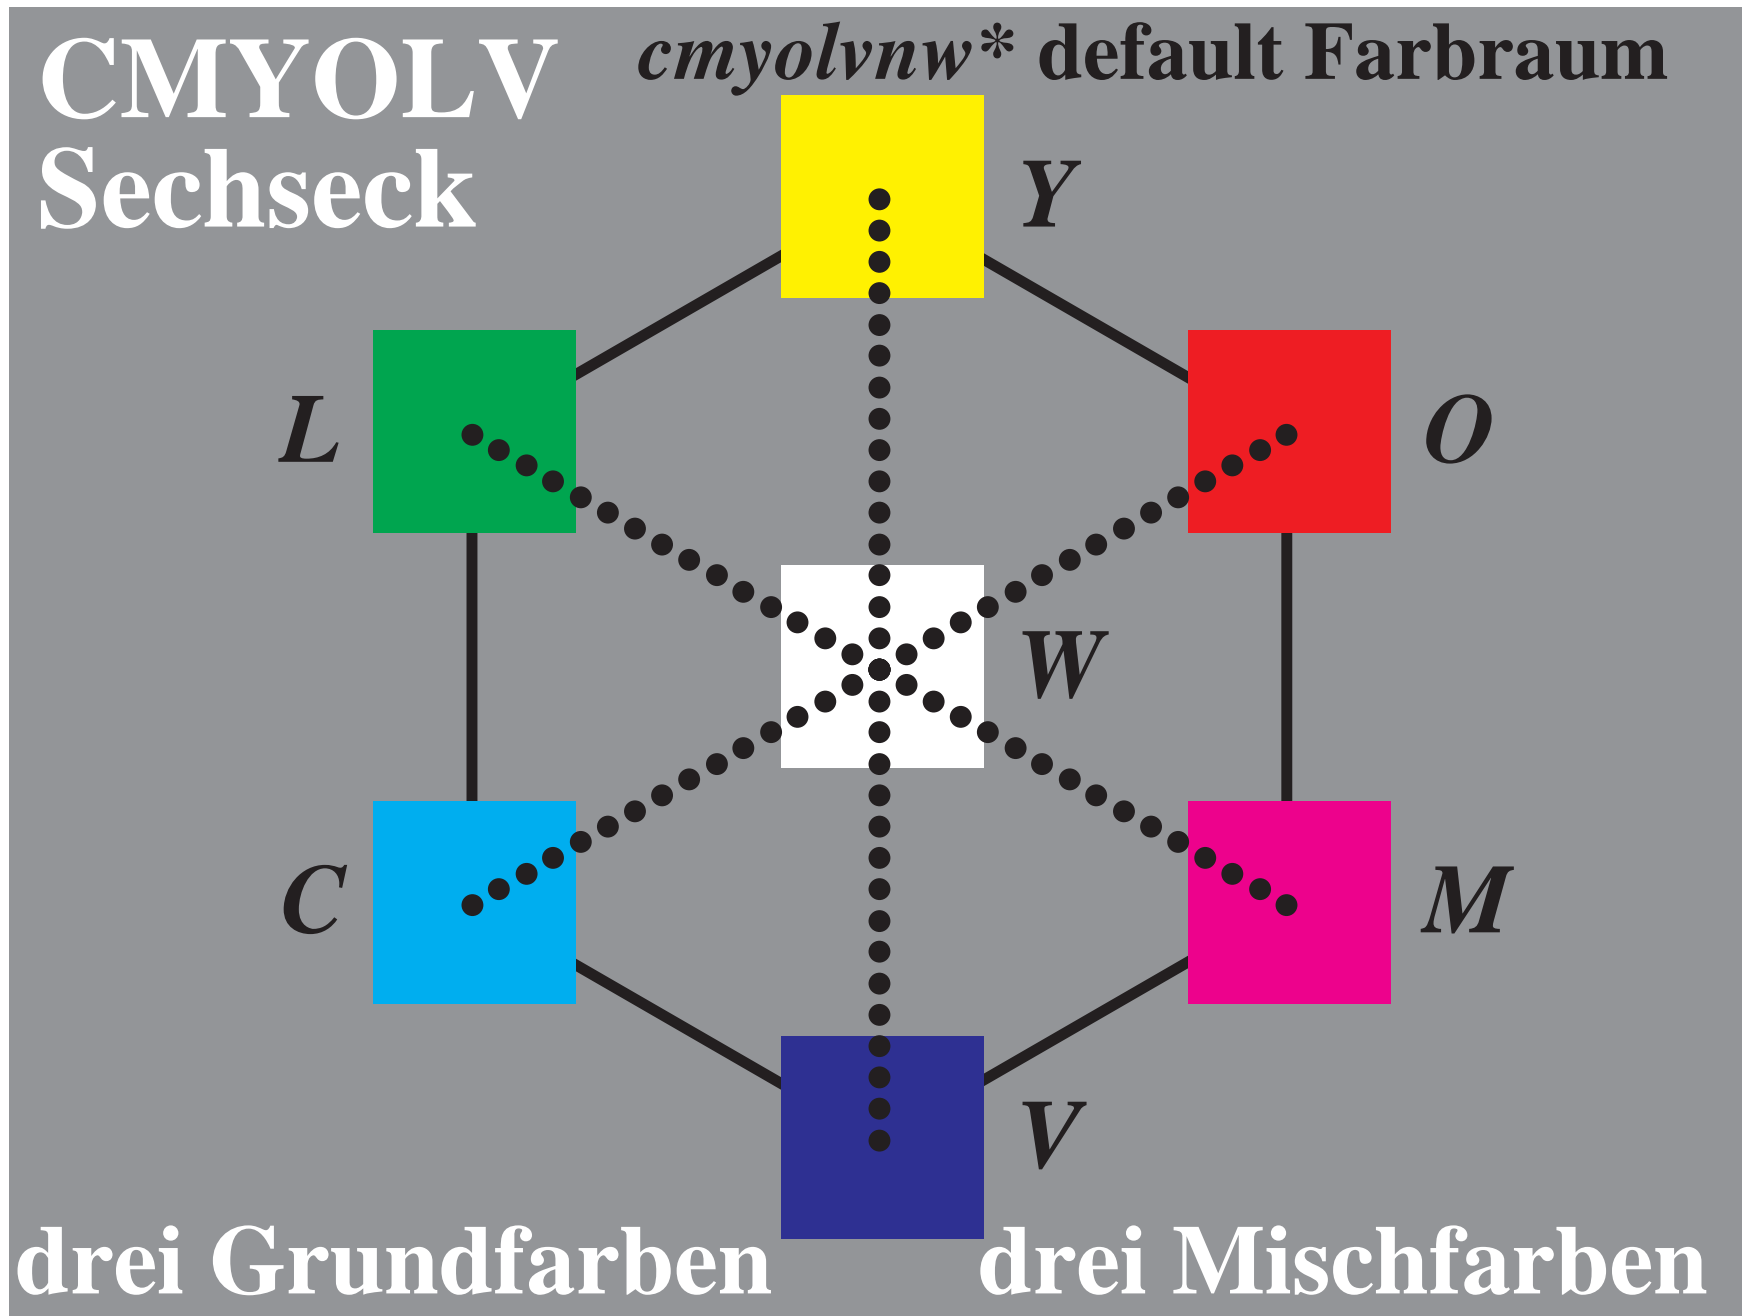 CMYOLV
Sechseck
cmyolvnw* default Farbraum
Y
L
O
W
C
M
V
drei Grundfarben
drei Mischfarben